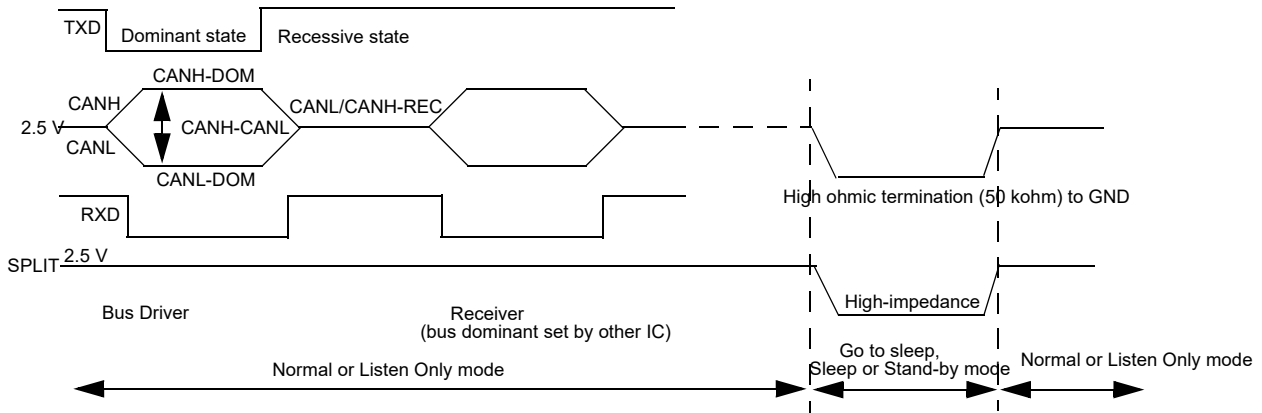 TXD
Dominant state
Recessive state
CANH-DOM
CANH
CANL/CANH-REC
2.5 V
CANH-CANL
CANL
CANL-DOM
High ohmic termination (50 kohm) to GND
RXD
2.5 V
SPLIT
High-impedance
Bus Driver
Receiver
(bus dominant set by other IC)
Go to sleep,
Sleep or Stand-by mode
Normal or Listen Only mode
Normal or Listen Only mode